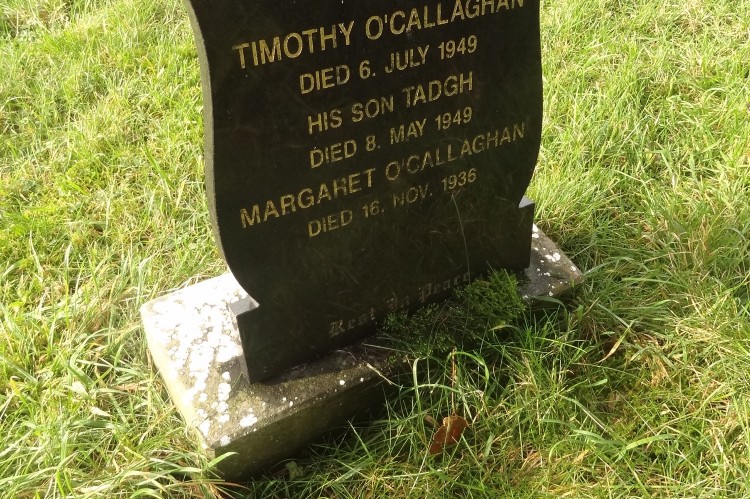 TIMOTHY O'CALLAGHAN
DIED 6. JULY 1949
HIS SON TADGH
DIED 8. MAY 1949
MARGARET O'CALLAGHAN
DIED 16. NOV. 1936
Rest In Peace